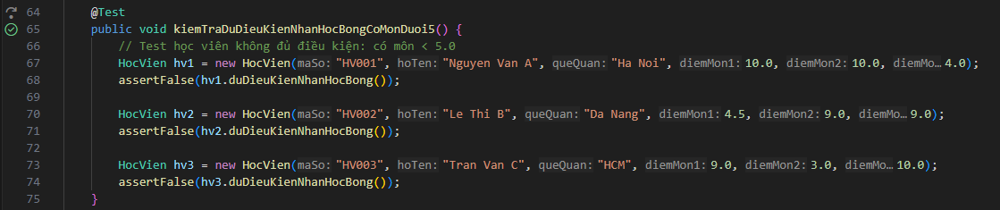 64 @Test
65 public void kiemTraDuDieuKienNhanHocBongCoMonDuoi5() {
66 // Test học viên không đủ điều kiện: có môn < 5.0
67 HocVien hv1 = new HocVien(maSo: "HV001", hoTen: "Nguyen Van A", queQuan: "Ha Noi", diemMon1: 10.0, diemMon2: 10.0, diemMo… 4.0);
68 assertFalse(hv1.duDieuKienNhanHocBong());
69
70 HocVien hv2 = new HocVien(maSo: "HV002", hoTen: "Le Thi B", queQuan: "Da Nang", diemMon1: 4.5, diemMon2: 9.0, diemMo… 9.0);
71 assertFalse(hv2.duDieuKienNhanHocBong());
72
73 HocVien hv3 = new HocVien(maSo: "HV003", hoTen: "Tran Van C", queQuan: "HCM", diemMon1: 9.0, diemMon2: 3.0, diemMo… 10.0);
74 assertFalse(hv3.duDieuKienNhanHocBong());
75 }